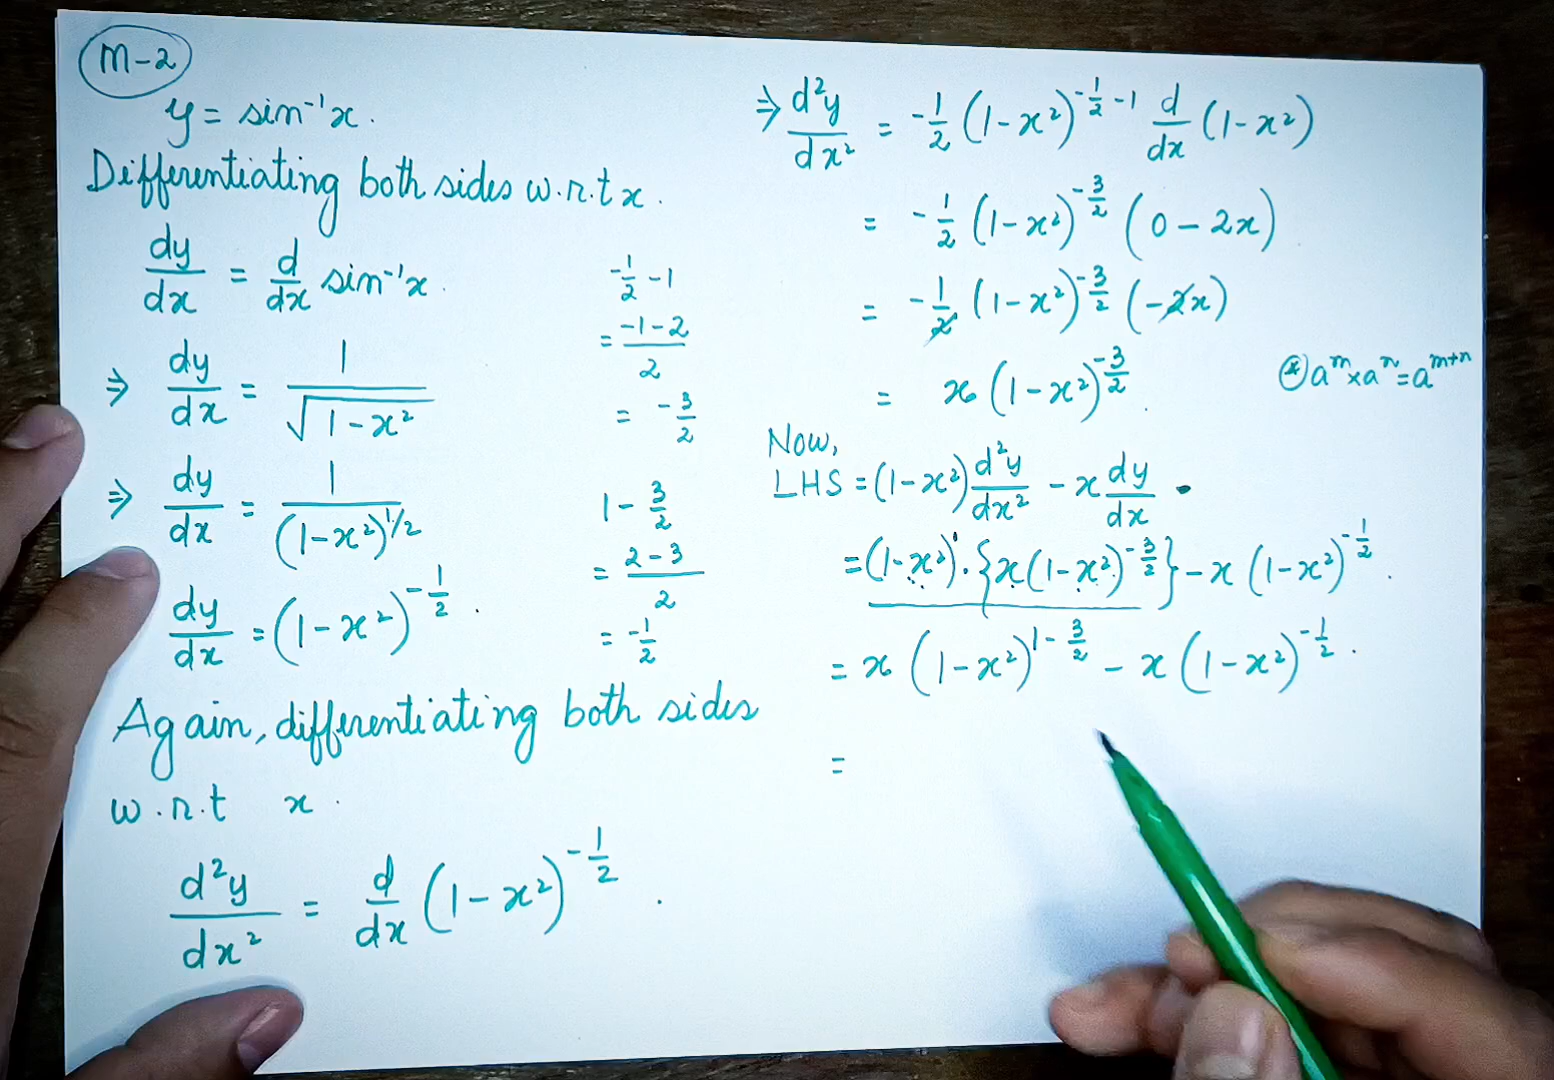 M-2
y = sin⁻¹x.
Differentiating both sides w.r.t x.
dy/dx = d/dx sin⁻¹x.
⇒ dy/dx = 1/√(1-x²)
⇒ dy/dx = 1/(1-x²)^1/2
dy/dx = (1-x²)^-1/2.
Again, differentiating both sides
w.r.t x.
d²y/dx² = d/dx (1-x²)^-1/2.
-1/2 -1
= -1-2/2
= -3/2
1 - 3/2
= 2-3/2
= -1/2
⇒ d²y/dx² = -1/2 (1-x²)^-1/2-1 d/dx (1-x²)
= -1/2 (1-x²)^-3/2 (0-2x)
= -1/2 (1-x²)^-3/2 (-2x)
= x (1-x²)^-3/2.
* a^m × a^n = a^m+n
Now,
LHS = (1-x²) d²y/dx² - x dy/dx.
= (1-x²)¹. {x(1-x²)^-3/2} - x (1-x²)^-1/2.
= x (1-x²)^1-3/2 - x (1-x²)^-1/2.
=